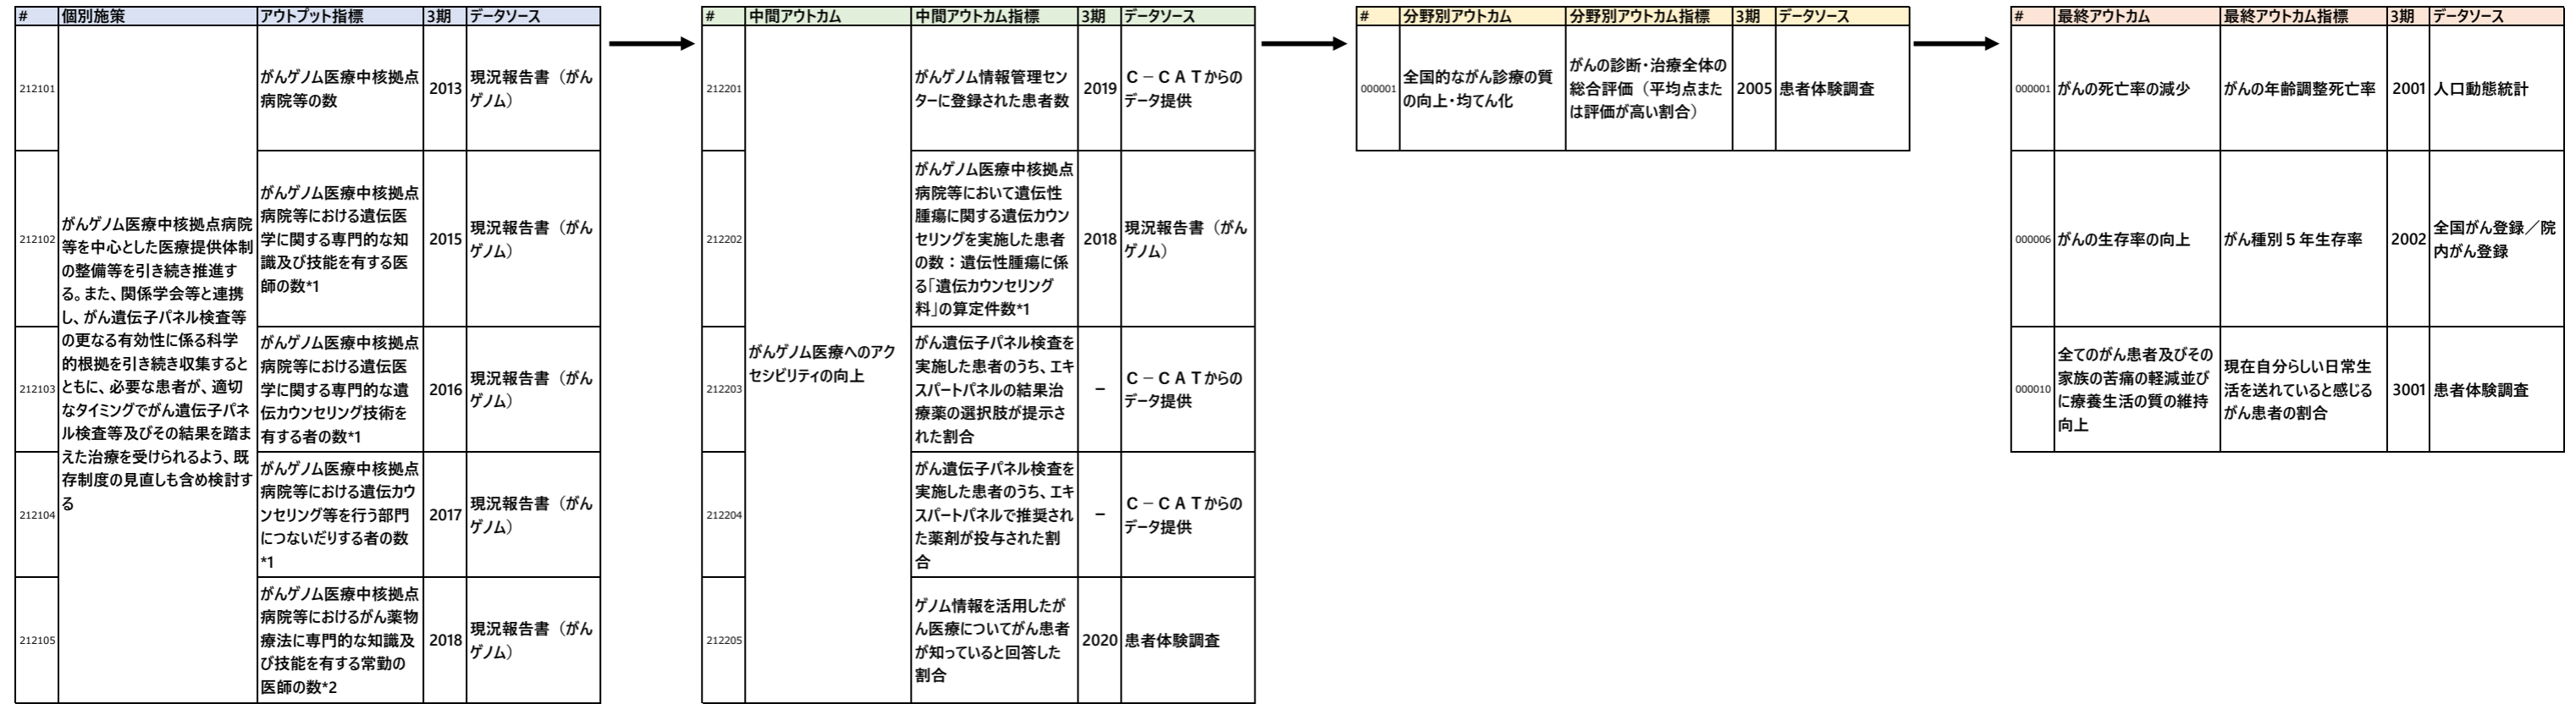 # 個別施策 アウトプット指標 3期 データソース
212101
がんゲノム医療中核拠点病院
等を中心とした医療提供体制
の整備等を引き続き推進す
る。また、関係学会等と連携
し、がん遺伝子パネル検査等
の更なる有効性に係る科学
的根拠を引き続き収集すると
ともに、必要な患者が、適切
なタイミングでがん遺伝子パネ
ル検査等及びその結果を踏ま
えた治療を受けられるよう、既
存制度の見直しも含め検討す
る
がんゲノム医療中核拠点
病院等の数
2013
現況報告書（がん
ゲノム）
212102
がんゲノム医療中核拠点
病院等における遺伝医
学に関する専門的な知
識及び技能を有する医
師の数*1
2015
現況報告書（がん
ゲノム）
212103
がんゲノム医療中核拠点
病院等における遺伝医
学に関する専門的な遺
伝カウンセリング技術を
有する者の数*1
2016
現況報告書（がん
ゲノム）
212104
がんゲノム医療中核拠点
病院等における遺伝カウ
ンセリング等を行う部門
につないだりする者の数
*1
2017
現況報告書（がん
ゲノム）
212105
がんゲノム医療中核拠点
病院等におけるがん薬物
療法に専門的な知識及
び技能を有する常勤の
医師の数*2
2018
現況報告書（がん
ゲノム）
# 中間アウトカム 中間アウトカム指標 3期 データソース
212201
がんゲノム医療へのアク
セシビリティの向上
がんゲノム情報管理セン
ターに登録された患者数
2019
Ｃ－ＣＡＴからの
データ提供
212202
がんゲノム医療中核拠点
病院等において遺伝性
腫瘍に関する遺伝カウン
セリングを実施した患者
の数：遺伝性腫瘍に係
る「遺伝カウンセリング
料」の算定件数*1
2018
現況報告書（がん
ゲノム）
212203
がん遺伝子パネル検査を
実施した患者のうち、エキ
スパートパネルの結果治
療薬の選択肢が提示さ
れた割合
－
Ｃ－ＣＡＴからの
データ提供
212204
がん遺伝子パネル検査を
実施した患者のうち、エキ
スパートパネルで推奨され
た薬剤が投与された割
合
－
Ｃ－ＣＡＴからの
データ提供
212205
ゲノム情報を活用したが
ん医療についてがん患者
が知っていると回答した
割合
2020
患者体験調査
# 分野別アウトカム 分野別アウトカム指標 3期 データソース
000001
全国的ながん診療の質
の向上・均てん化
がんの診断・治療全体の
総合評価（平均点また
は評価が高い割合）
2005
患者体験調査
# 最終アウトカム 最終アウトカム指標 3期 データソース
000001
がんの死亡率の減少
がんの年齢調整死亡率
2001
人口動態統計
000006
がんの生存率の向上
がん種別５年生存率
2002
全国がん登録／院
内がん登録
000010
全てのがん患者及びその
家族の苦痛の軽減並び
に療養生活の質の維持
向上
現在自分らしい日常生
活を送れていると感じる
がん患者の割合
3001
患者体験調査